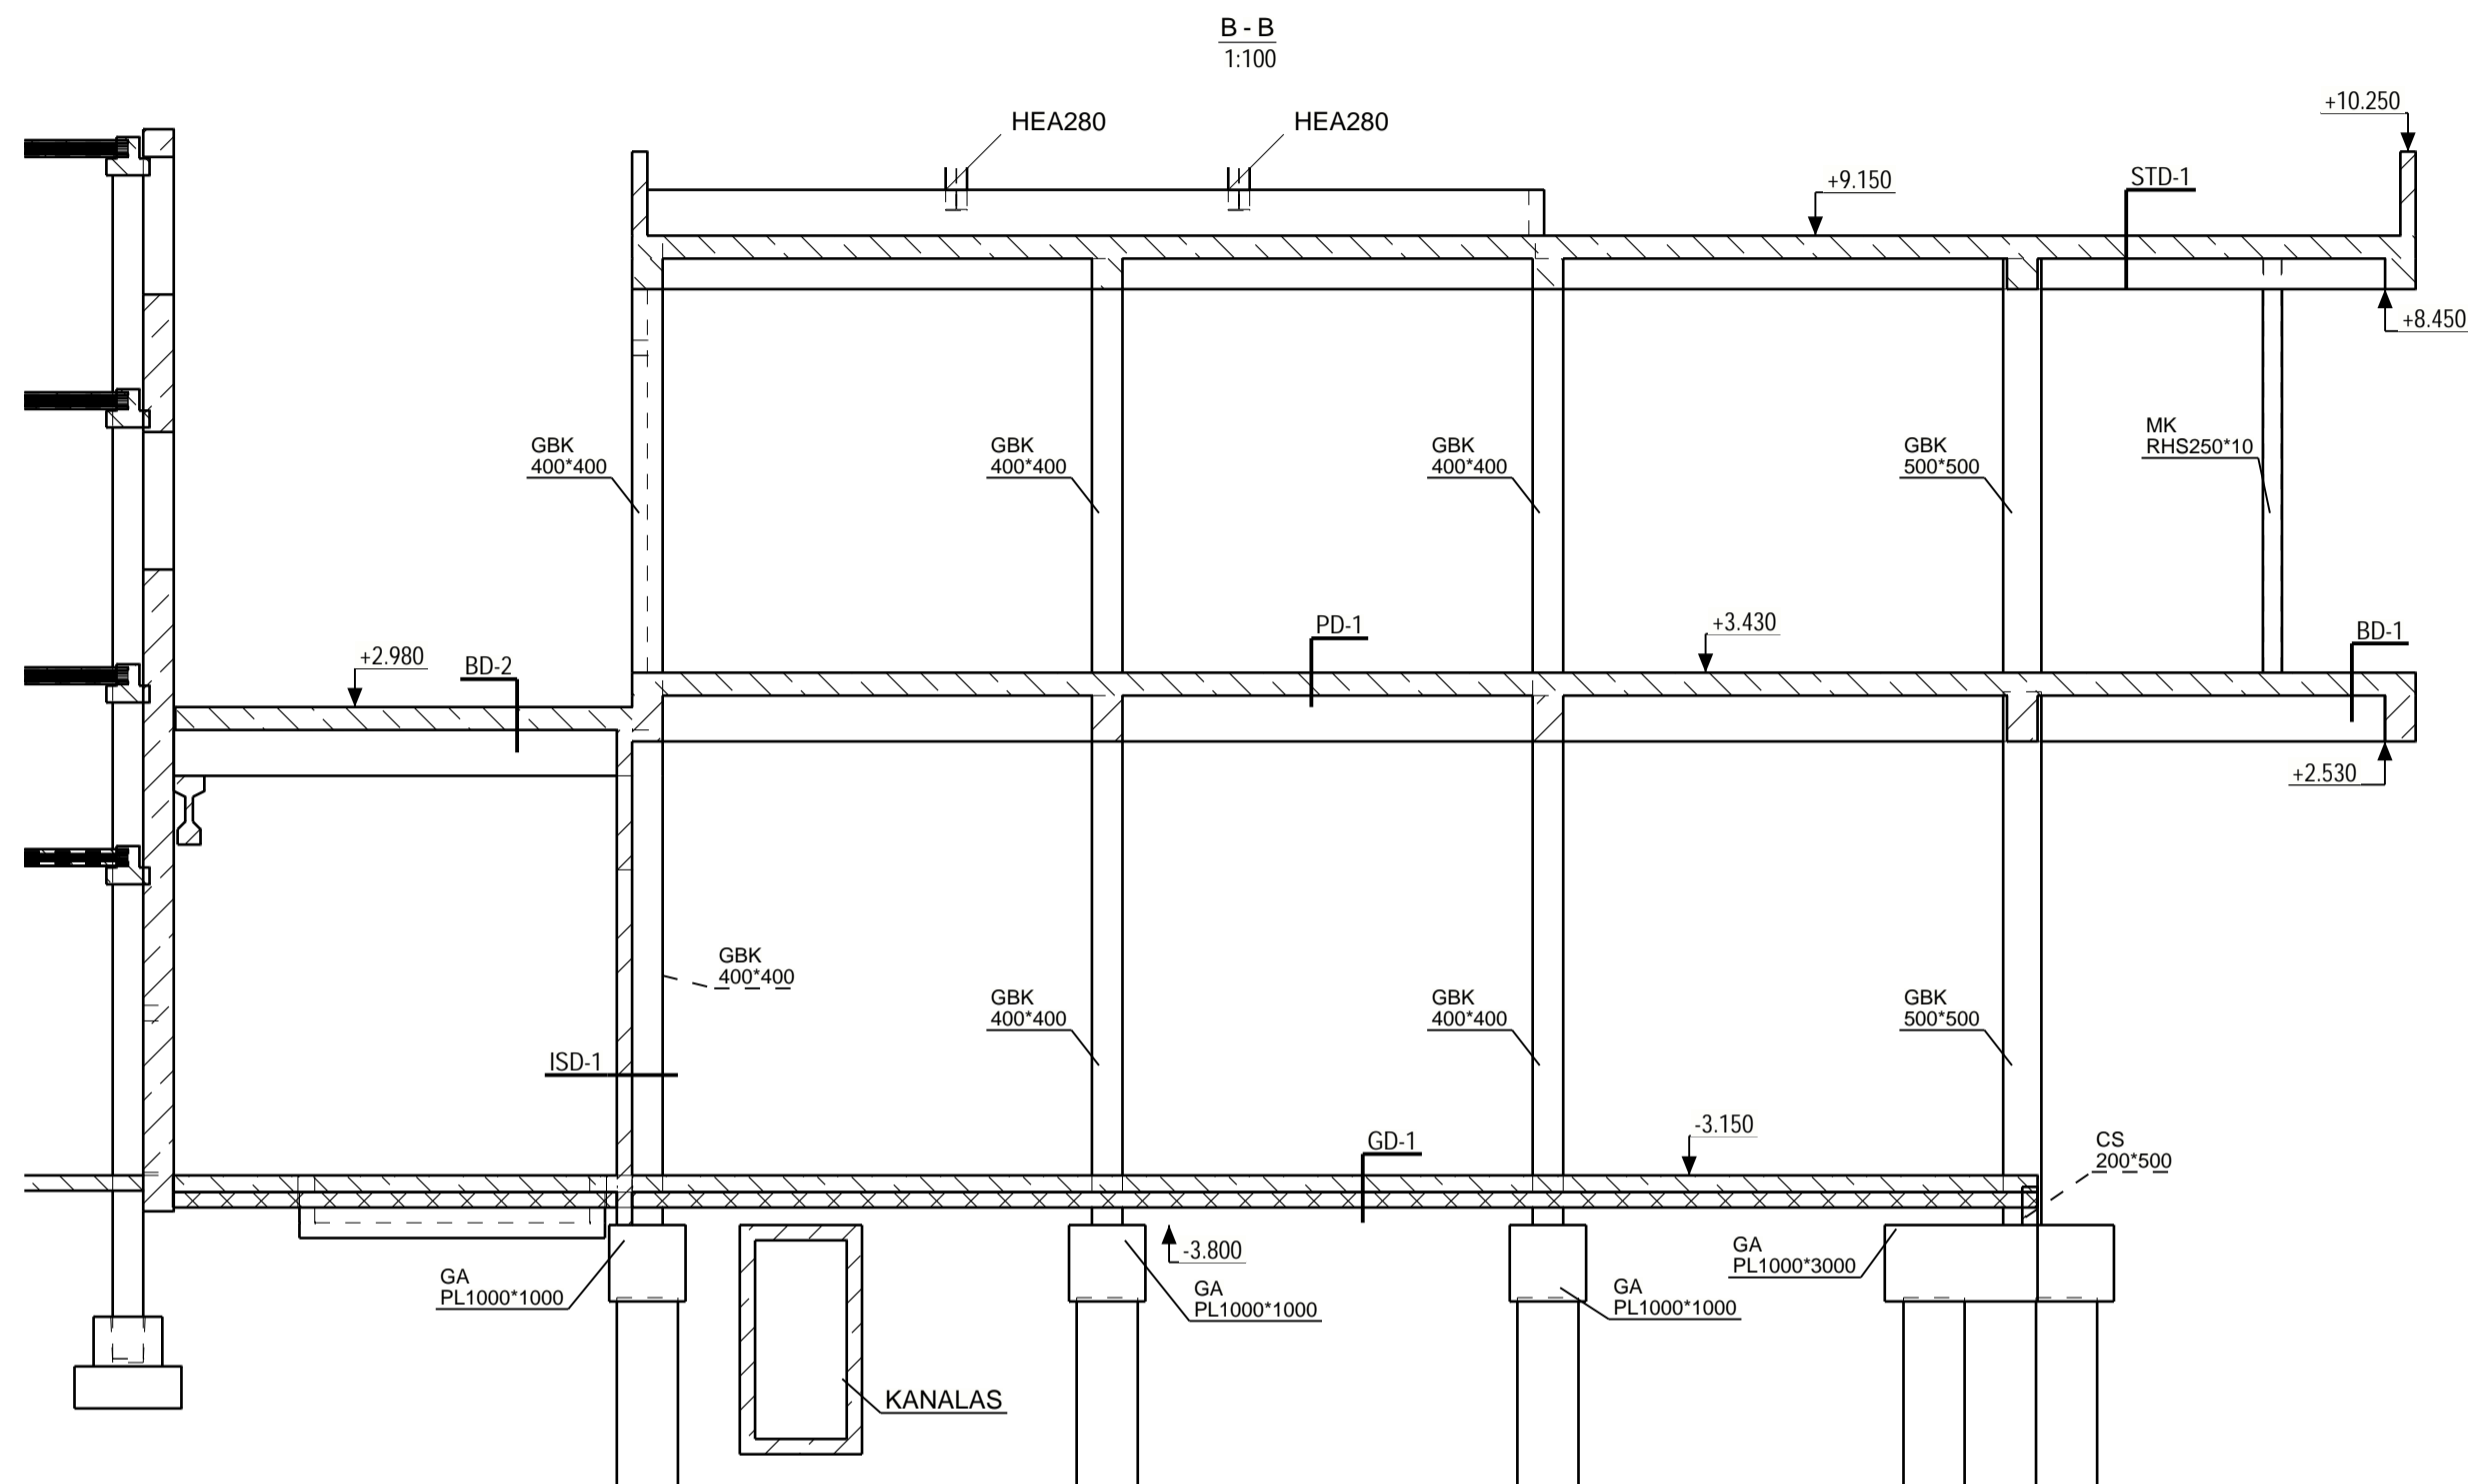 B - B
1:100
HEA280
HEA280
+10.250
+9.150
STD-1
+8.450
GBK
400*400
GBK
400*400
GBK
400*400
GBK
500*500
MK
RHS250*10
+2.980
BD-2
PD-1
+3.430
BD-1
+2.530
GBK
400*400
GBK
400*400
GBK
400*400
GBK
500*500
ISD-1
GD-1
-3.150
CS
200*500
-3.800
GA
PL1000*1000
GA
PL1000*1000
GA
PL1000*1000
GA
PL1000*3000
KANALAS